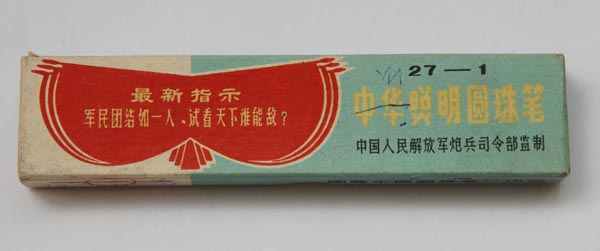 最新指示
军民团结如一人、试看天下谁能敌?
27—1
中华明圆珠笔
中国人民解放军炮兵司令部监制